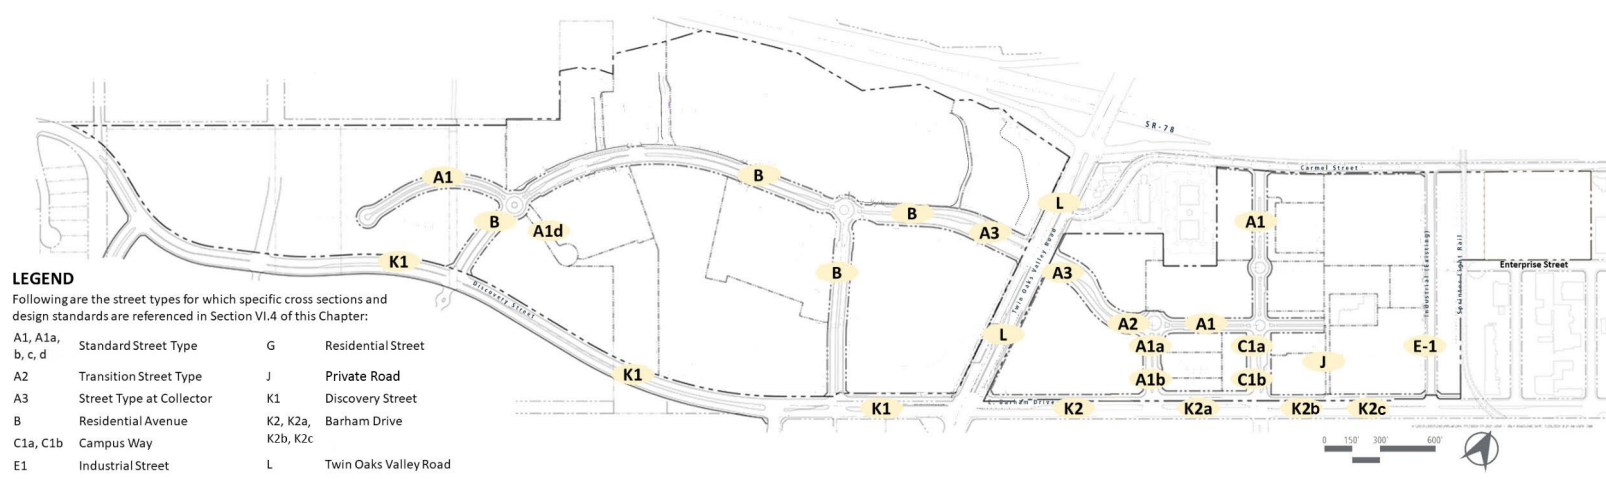 SR-78
Carmel Street
A1
B
L
B
A1
B
A1d
A3
Twin Oaks Valley Road
Industrial (Existing)
Sprinter Light Rail
K1
A3
B
Enterprise Street
Discovery Street
LEGEND
Following are the street types for which specific cross sections and
design standards are referenced in Section VI.4 of this Chapter:
A1, A1a,
b, c, d
Standard Street Type
G
Residential Street
A2
Transition Street Type
J
Private Road
A3
Street Type at Collector
K1
Discovery Street
B
Residential Avenue
K2, K2a,
K2b, K2c
Barham Drive
C1a, C1b
Campus Way
E1
Industrial Street
L
Twin Oaks Valley Road
A2
A1
L
A1a
C1a
E-1
J
K1
A1b
C1b
Barham Drive
K1
K2
K2a
K2b
K2c
0 150' 300' 600'